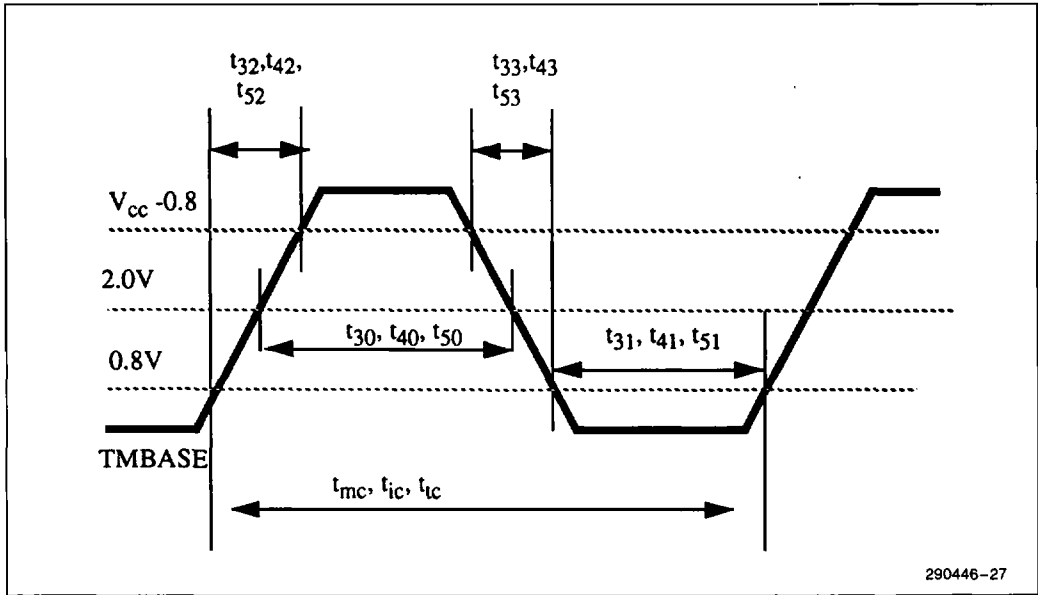 t32,t42,
t52
t33,t43
t53
Vcc -0.8
2.0V
t30, t40, t50
t31, t41, t51
0.8V
TMBASE
tmc, tic, ttc
290446-27